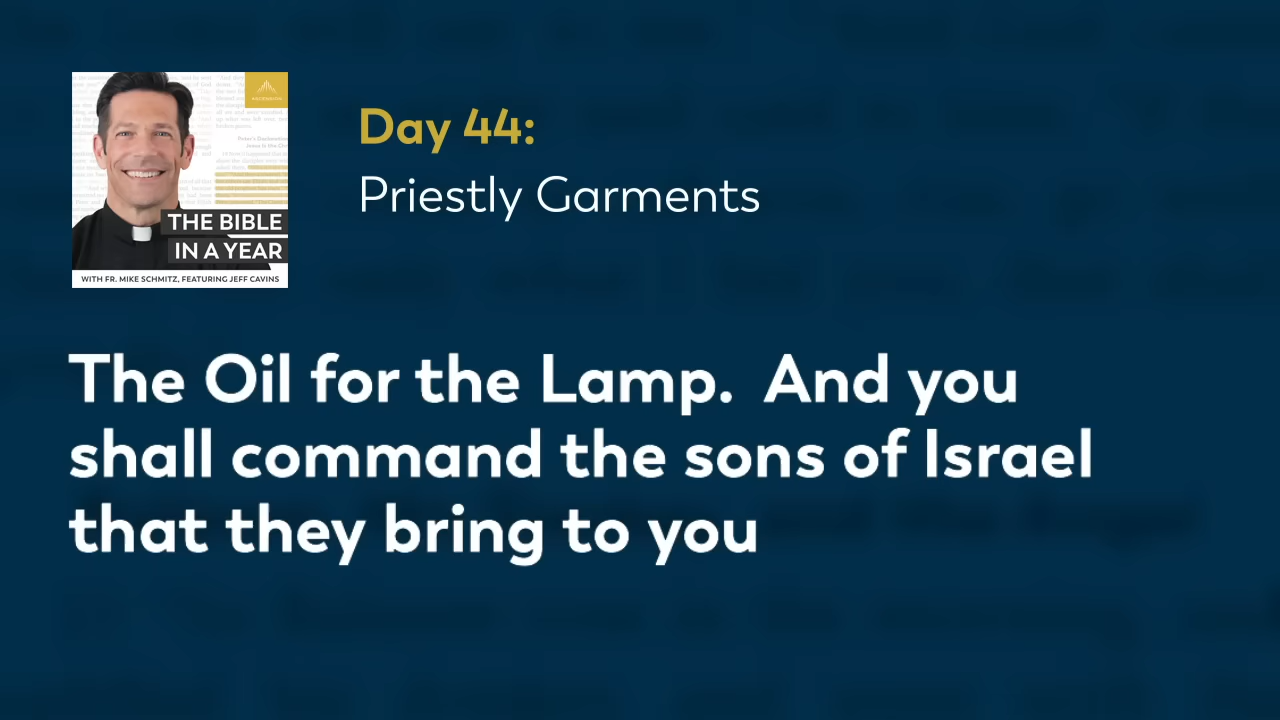 Day 44:
Priestly Garments
THE BIBLE
IN A YEAR
WITH FR. MIKE SCHMITZ, FEATURING JEFF CAVINS
The Oil for the Lamp. And you
shall command the sons of Israel
that they bring to you